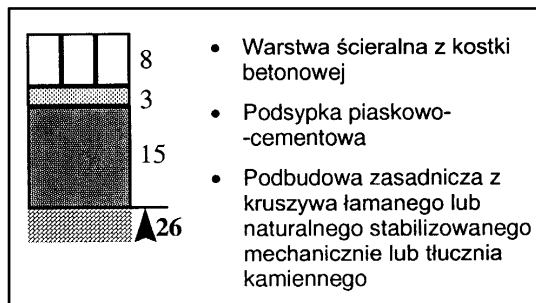 8
3
15
26
• Warstwa ścieralna z kostki
betonowej
• Podsypka piaskowo-
-cementowa
• Podbudowa zasadnicza z
kruszywa łamanego lub
naturalnego stabilizowanego
mechanicznie lub tłucznia
kamiennego